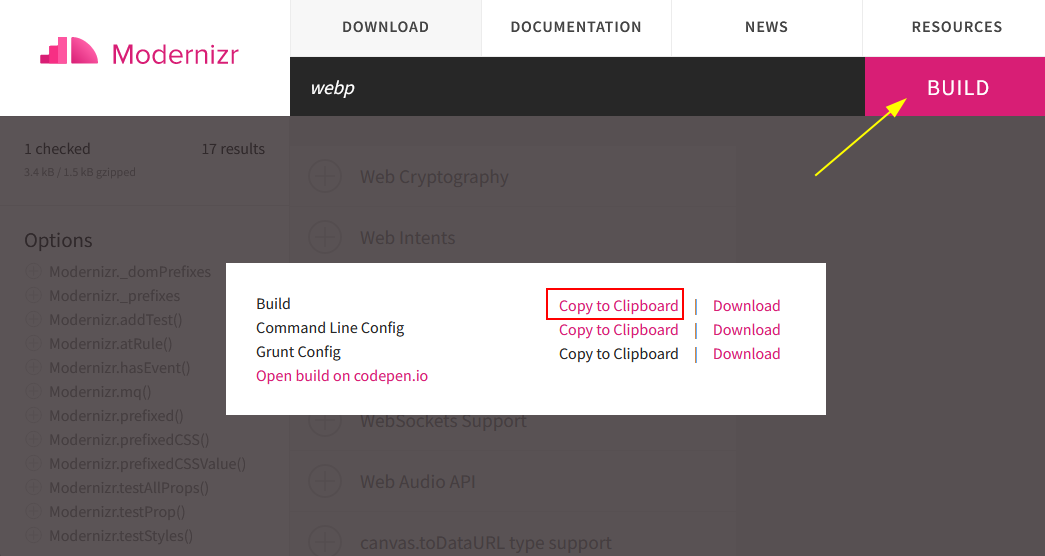 Modernizr
DOWNLOAD
DOCUMENTATION
NEWS
RESOURCES
webp
BUILD
1 checked
17 results
3.4 kB / 1.5 kB gzipped
Options
Modernizr._domPrefixes
Modernizr._prefixes
Modernizr.addTest()
Modernizr.atRule()
Modernizr.hasEvent()
Modernizr.mq()
Modernizr.prefixed()
Modernizr.prefixedCSS()
Modernizr.prefixedCSSValue()
Modernizr.testAllProps()
Modernizr.testProp()
Modernizr.testStyles()
Web Cryptography
Web Intents
Build Copy to Clipboard | Download
Command Line Config Copy to Clipboard | Download
Grunt Config Copy to Clipboard | Download
Open build on codepen.io
WebSockets Support
Web Audio API
canvas.toDataURL type support